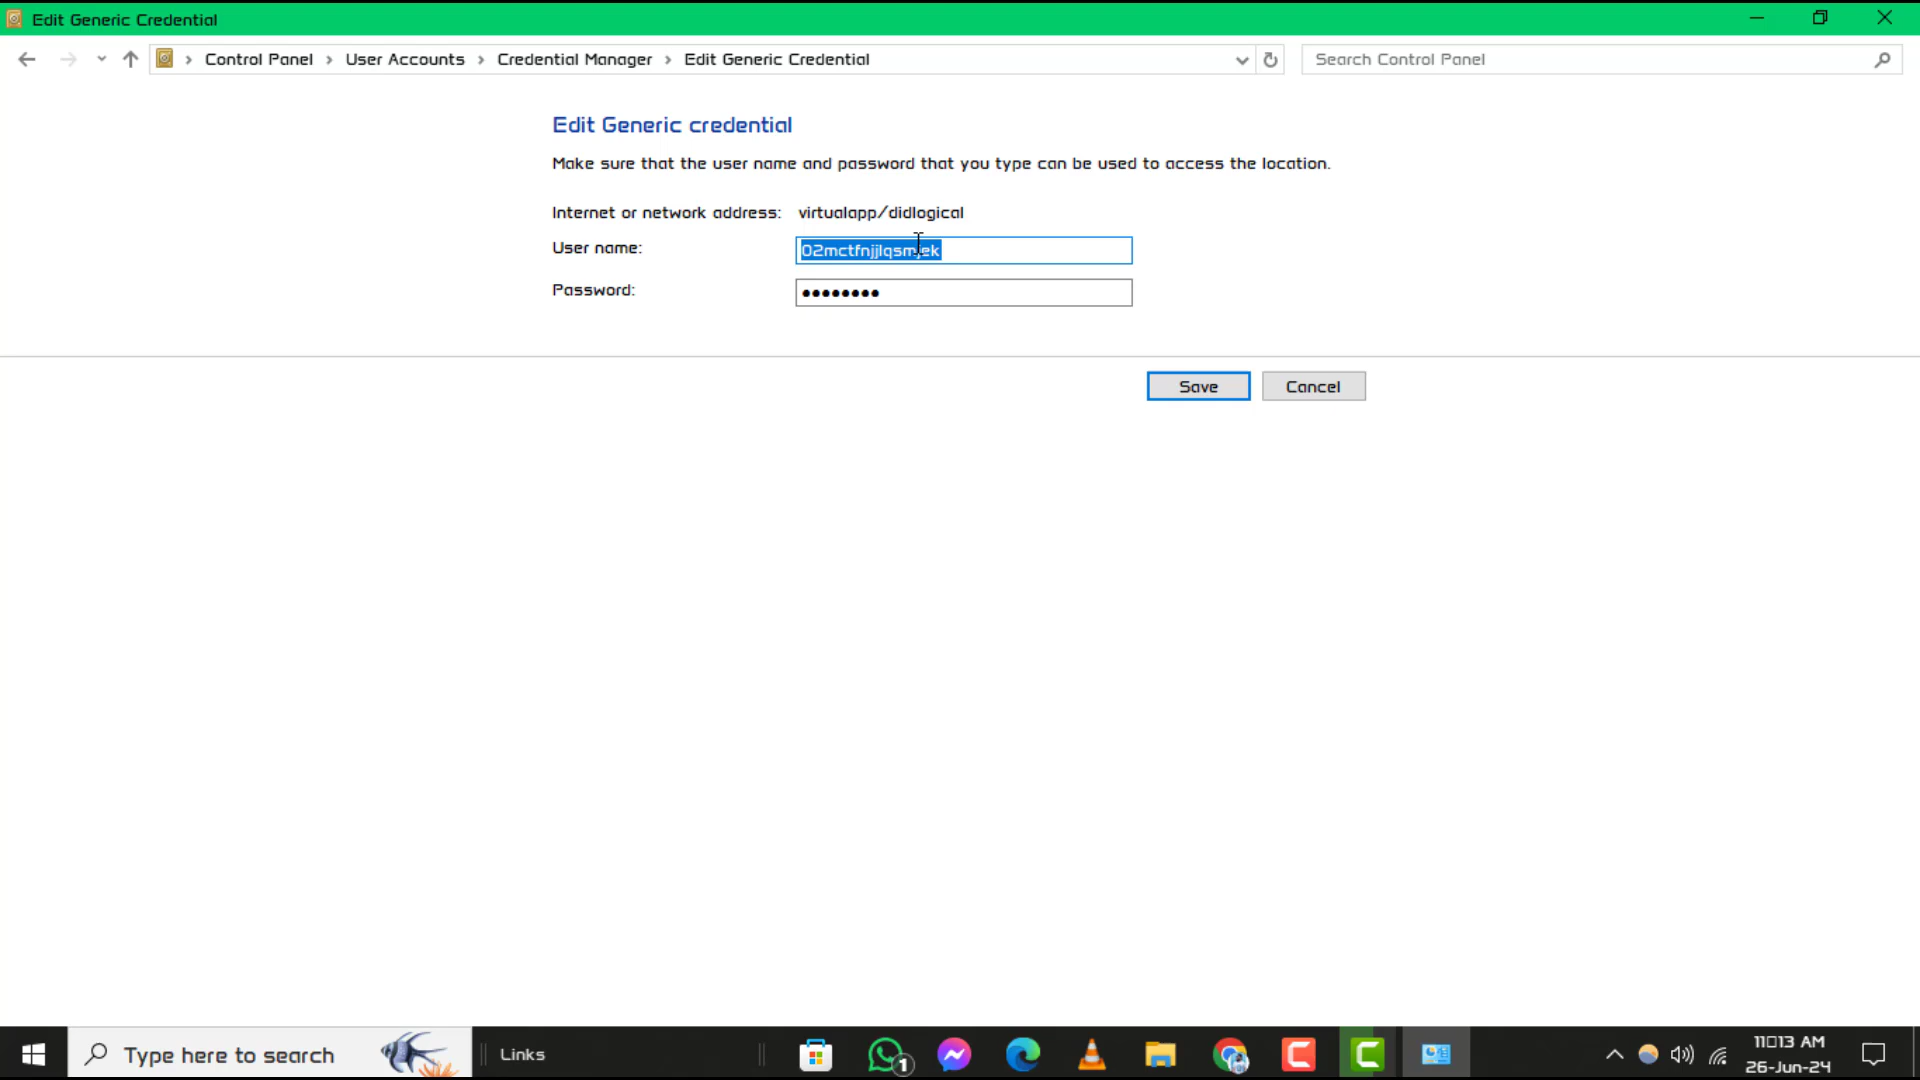 Edit Generic Credential
Control Panel > User Accounts > Credential Manager > Edit Generic Credential
Search Control Panel
Edit Generic credential
Make sure that the user name and password that you type can be used to access the location.
Internet or network address: virtualapp/didlogical
User name: 02mctfnjjlqsmjek
Password: ●●●●●●●●
Save Cancel
Type here to search
Links
1
11□13 AM
26-Jun-24